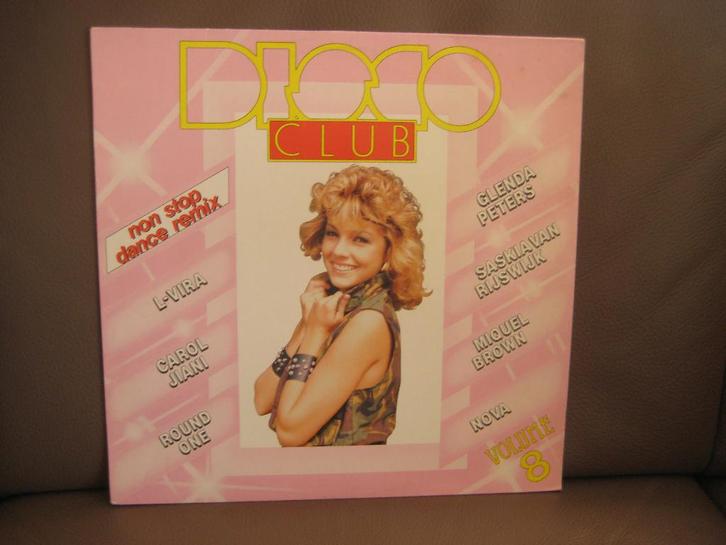 DISCO
CLUB
non stop
dance remix
L-VIRA
CAROL
JIANI
ROUND
ONE
GLENDA
PETERS
SASKIA VAN
RIJSWIJK
MIQUEL
BROWN
NOVA
VOLUME
8